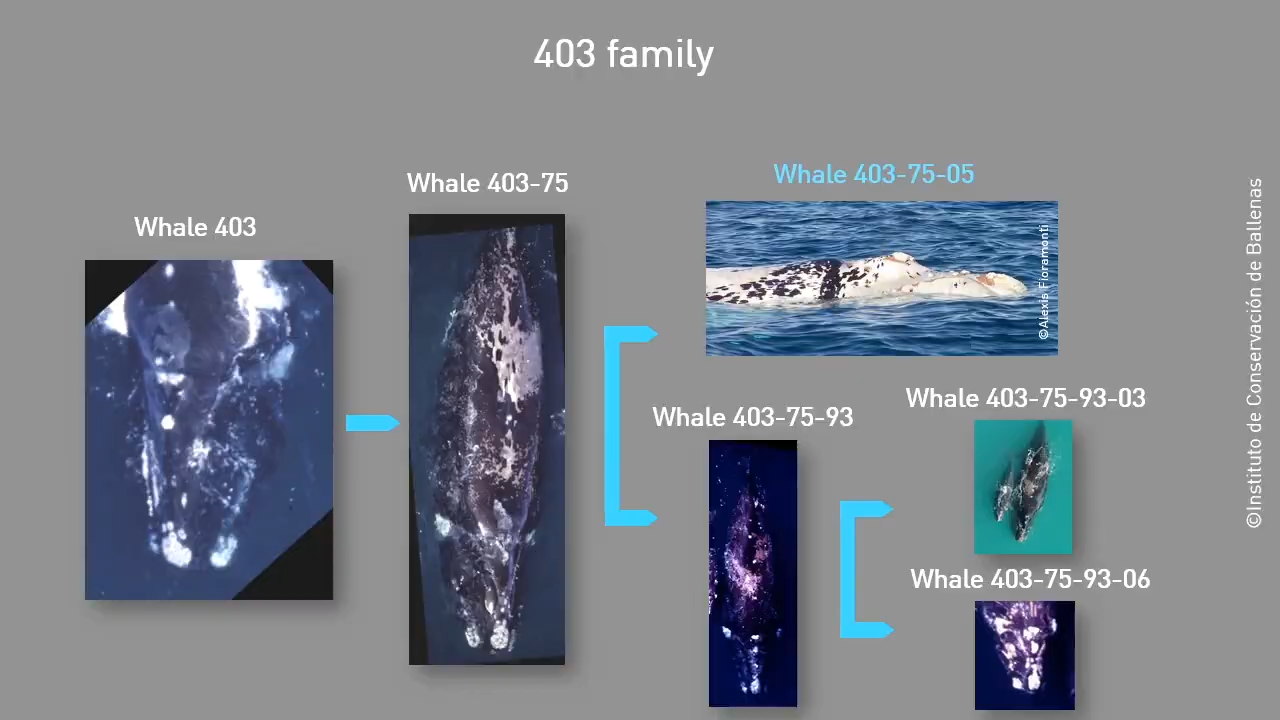 403 family
Whale 403
Whale 403-75
Whale 403-75-05
©Alexis Fioramonti
Whale 403-75-93
Whale 403-75-93-03
Whale 403-75-93-06
©Instituto de Conservación de Ballenas